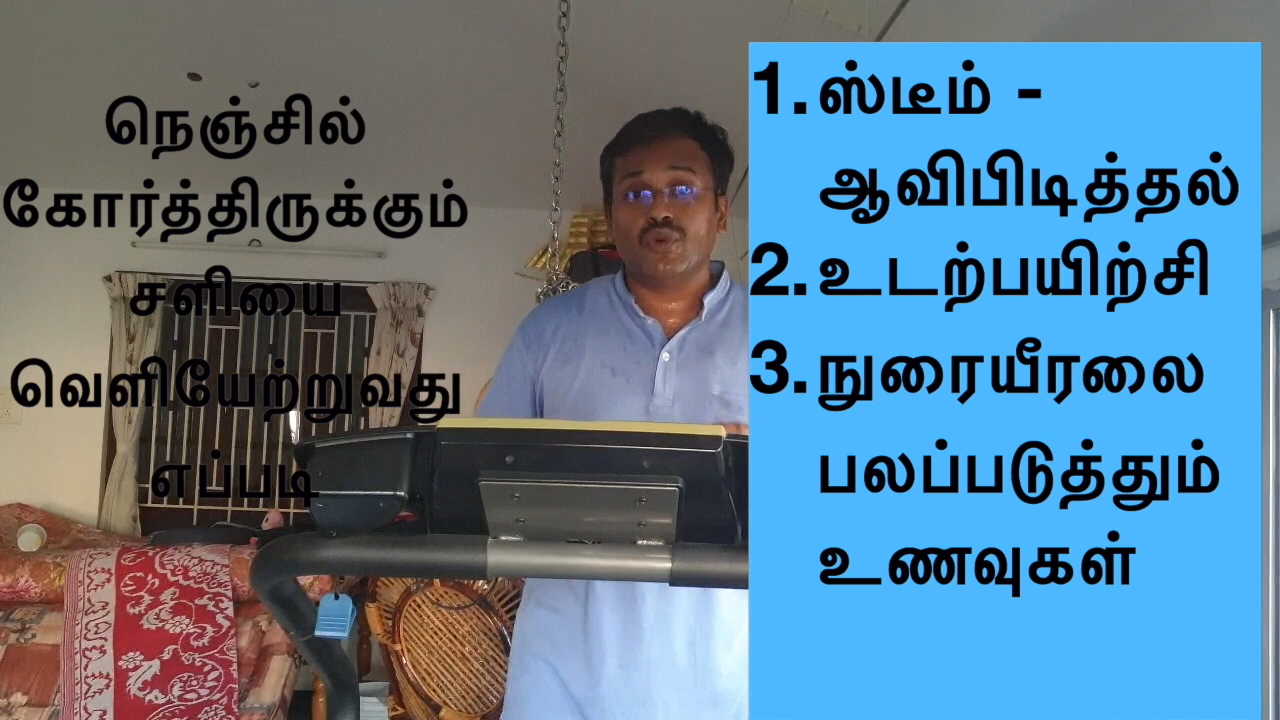 நெஞ்சில்
கோர்த்திருக்கும்
சளியை
வெளியேற்றுவது
எப்படி
1. ஸ்டீம் -
ஆவிபிடித்தல்
2. உடற்பயிற்சி
3. நுரையீரலை
பலப்படுத்தும்
உணவுகள்